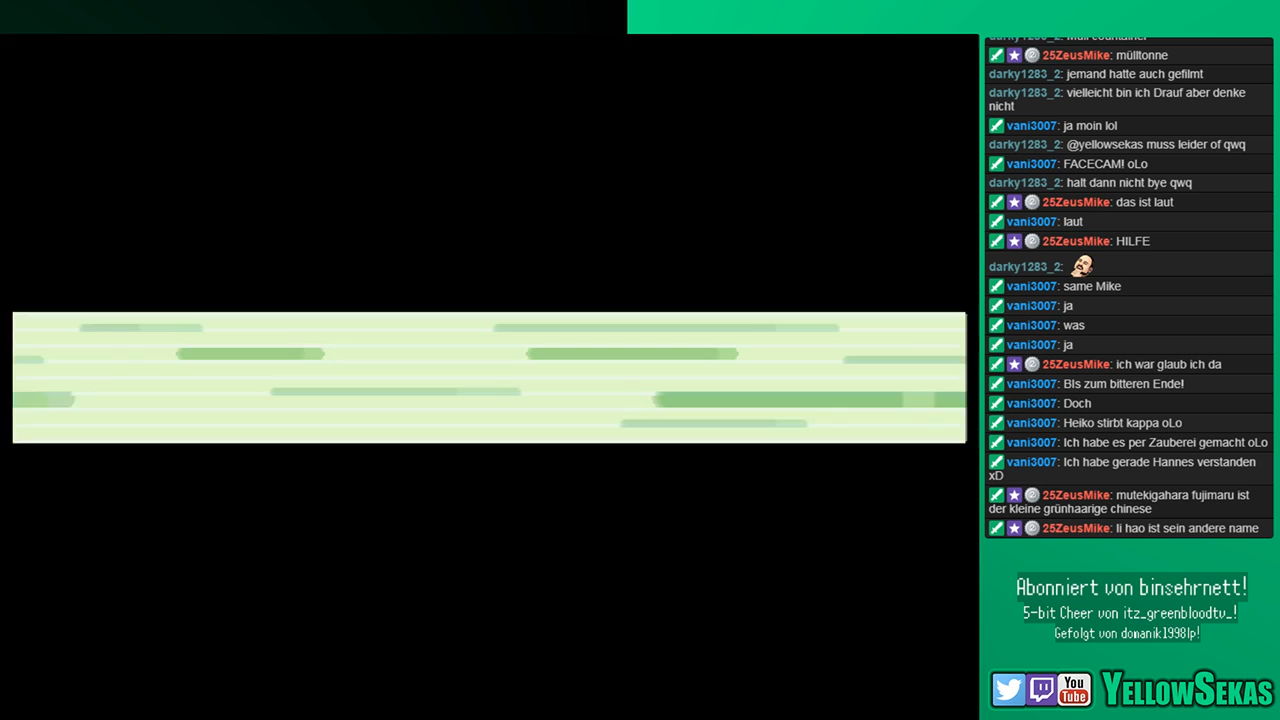 darky1283_2: Müll countainer
25ZeusMike: mülltonne
darky1283_2: jemand hatte auch gefilmt
darky1283_2: vielleicht bin ich Drauf aber denke
nicht
vani3007: ja moin lol
darky1283_2: @yellowsekas muss leider of qwq
vani3007: FACECAM! oLo
darky1283_2: halt dann nicht bye qwq
25ZeusMike: das ist laut
vani3007: laut
25ZeusMike: HILFE
darky1283_2:
vani3007: same Mike
vani3007: ja
vani3007: was
vani3007: ja
25ZeusMike: ich war glaub ich da
vani3007: BIs zum bitteren Ende!
vani3007: Doch
vani3007: Heiko stirbt kappa oLo
vani3007: Ich habe es per Zauberei gemacht oLo
vani3007: Ich habe gerade Hannes verstanden
xD
25ZeusMike: mutekigahara fujimaru ist
der kleine grünhaarige chinese
25ZeusMike: li hao ist sein andere name
Abonniert von binsehrnett!
5-bit Cheer von itz_greenbloodtv_!
Gefolgt von domanik1998lp!
You
Tube
YELLOWSEKAS